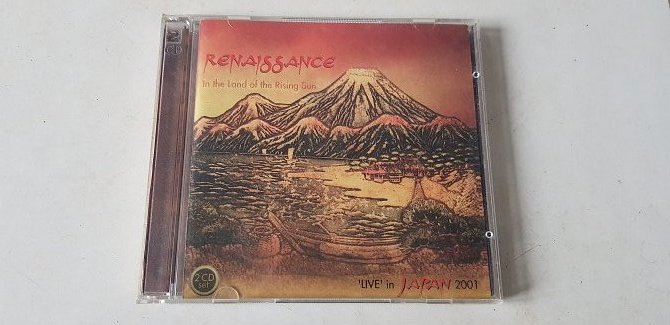 RENAISSANCE
In the Land of the Rising Sun
2 CD
set
'LIVE' in JAPAN 2001